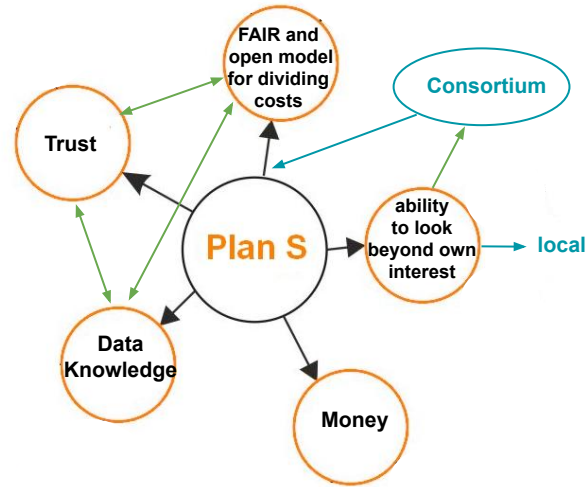 FAIR and
open model
for dividing
costs
Consortium
Trust
Plan S
ability
to look
beyond own
interest
local
Data
Knowledge
Money